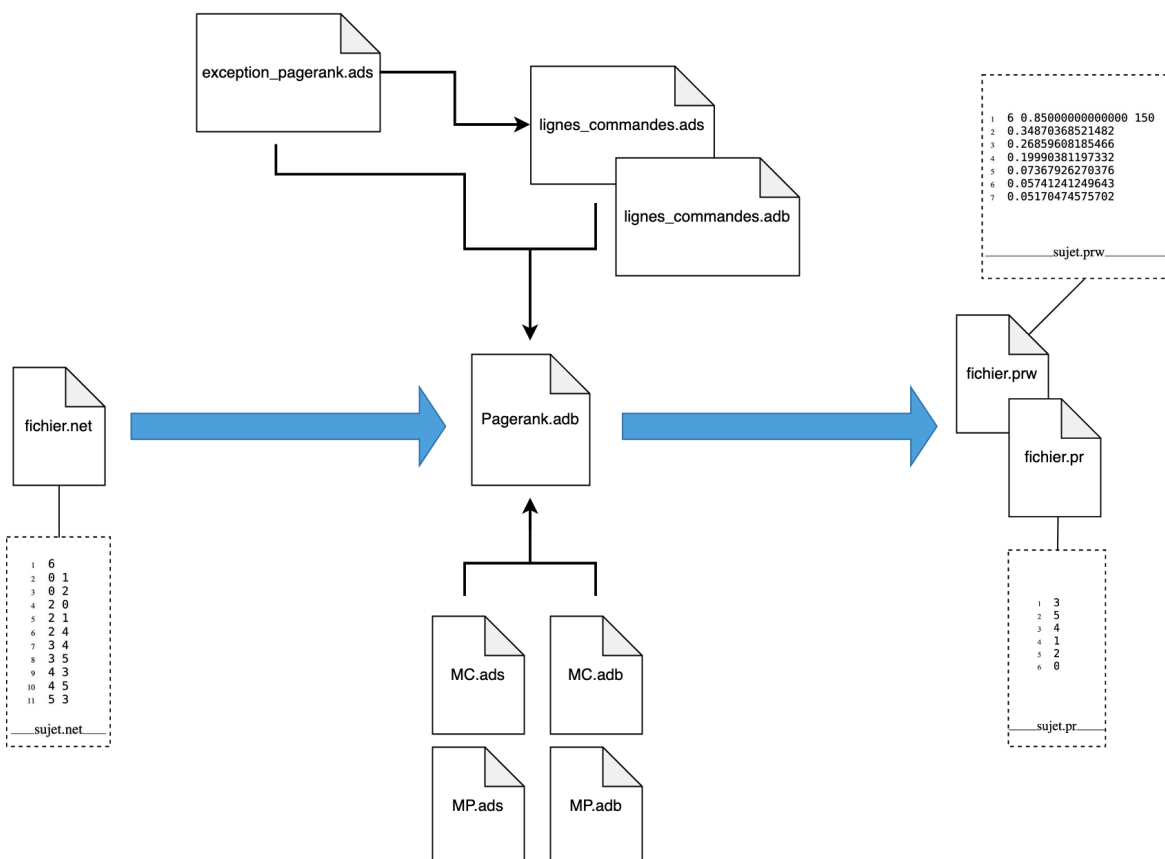 exception_pagerank.ads
lignes_commandes.ads
lignes_commandes.adb
1 6 0.85000000000000 150
2 0.34870368521482
3 0.26859608185466
4 0.19990381197332
5 0.07367926270376
6 0.05741241249643
7 0.05170474575702
sujet.prw
fichier.net
Pagerank.adb
fichier.prw
fichier.pr
1 6
2 0 1
3 0 2
4 2 0
5 2 1
6 2 4
7 3 4
8 3 5
9 4 3
10 4 5
11 5 3
sujet.net
1 3
2 5
3 4
4 1
5 2
6 0
sujet.pr
MC.ads
MC.adb
MP.ads
MP.adb